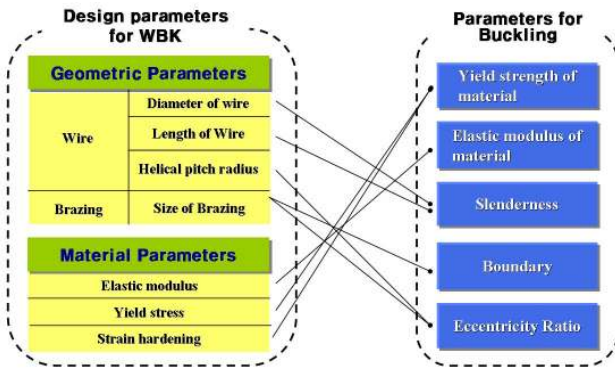 Design parameters
for WBK
Geometric Parameters
Wire
Diameter of wire
Length of Wire
Helical pitch radius
Brazing
Size of Brazing
Material Parameters
Elastic modulus
Yield stress
Strain hardening
Parameters for
Buckling
Yield strength of
material
Elastic modulus of
material
Slenderness
Boundary
Eccentricity Ratio